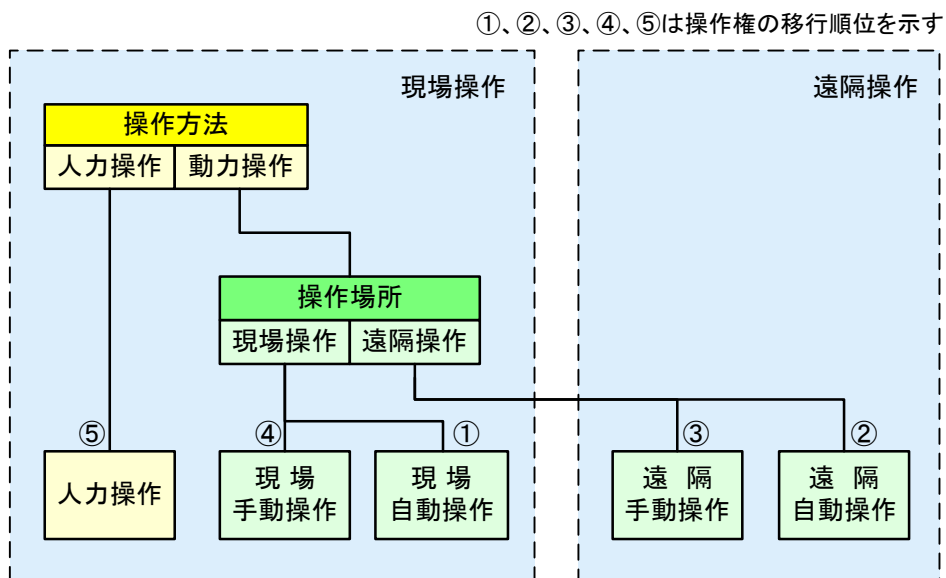 ①、②、③、④、⑤は操作権の移行順位を示す
現場操作
遠隔操作
操作方法
人力操作
動力操作
操作場所
現場操作
遠隔操作
⑤
④
①
③
②
人力操作
現 場
手動操作
現 場
自動操作
遠 隔
手動操作
遠 隔
自動操作